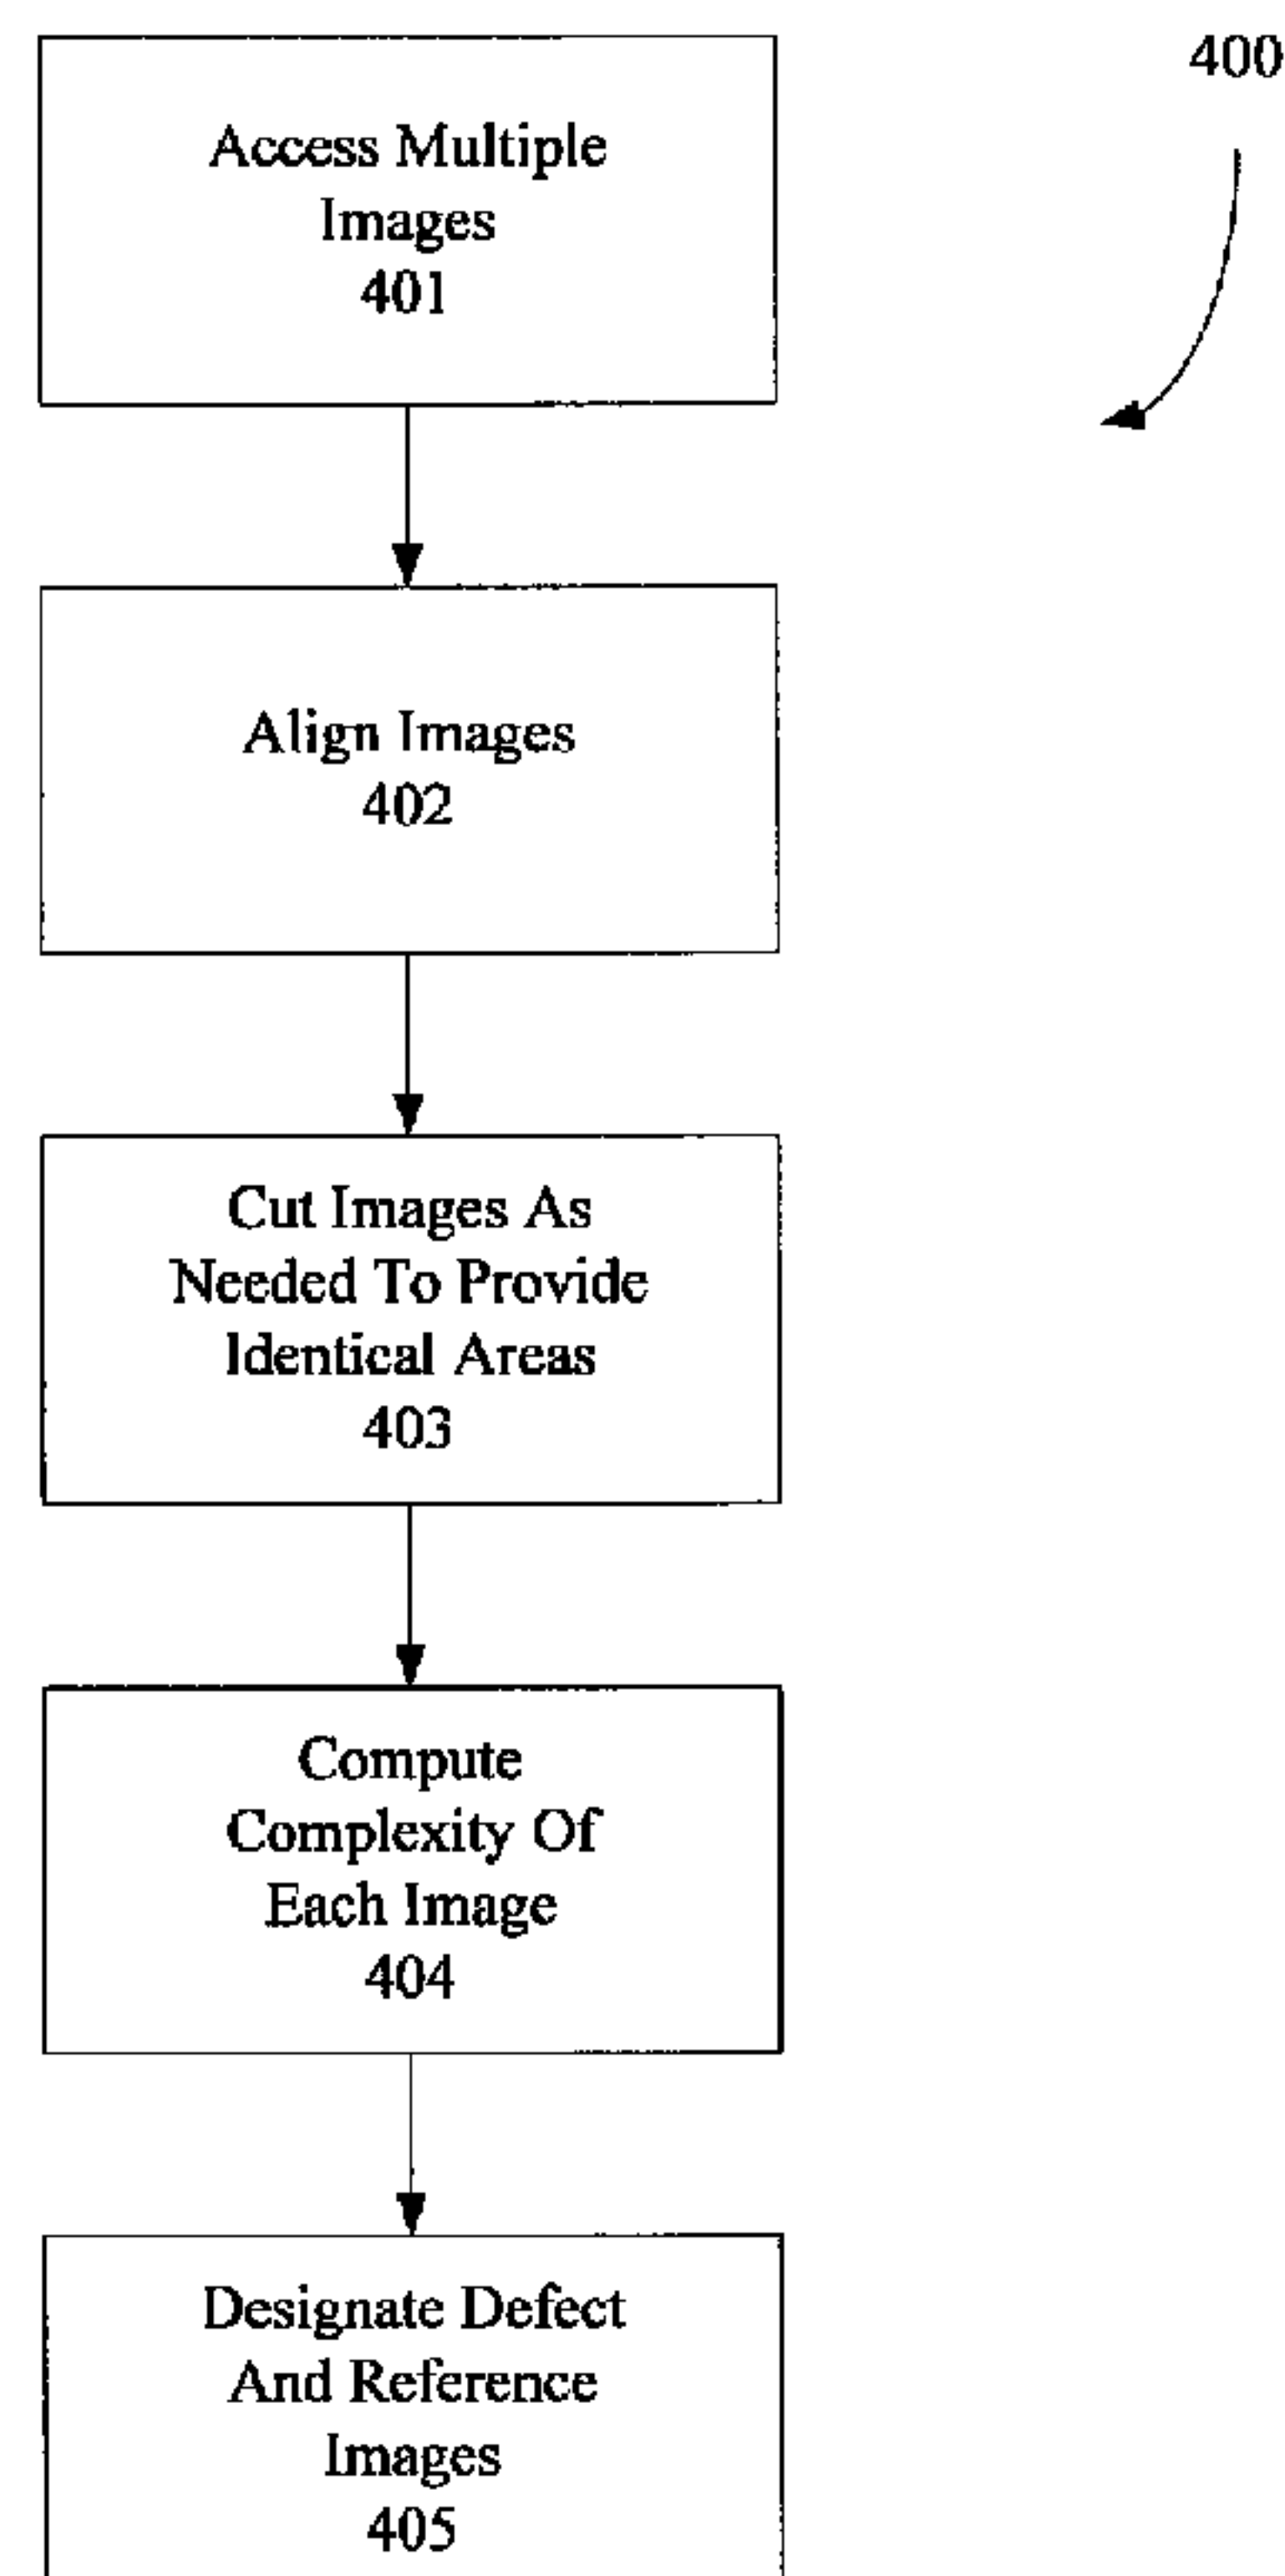 400
Access Multiple
Images
401
Align Images
402
Cut Images As
Needed To Provide
Identical Areas
403
Compute
Complexity Of
Each Image
404
Designate Defect
And Reference
Images
405